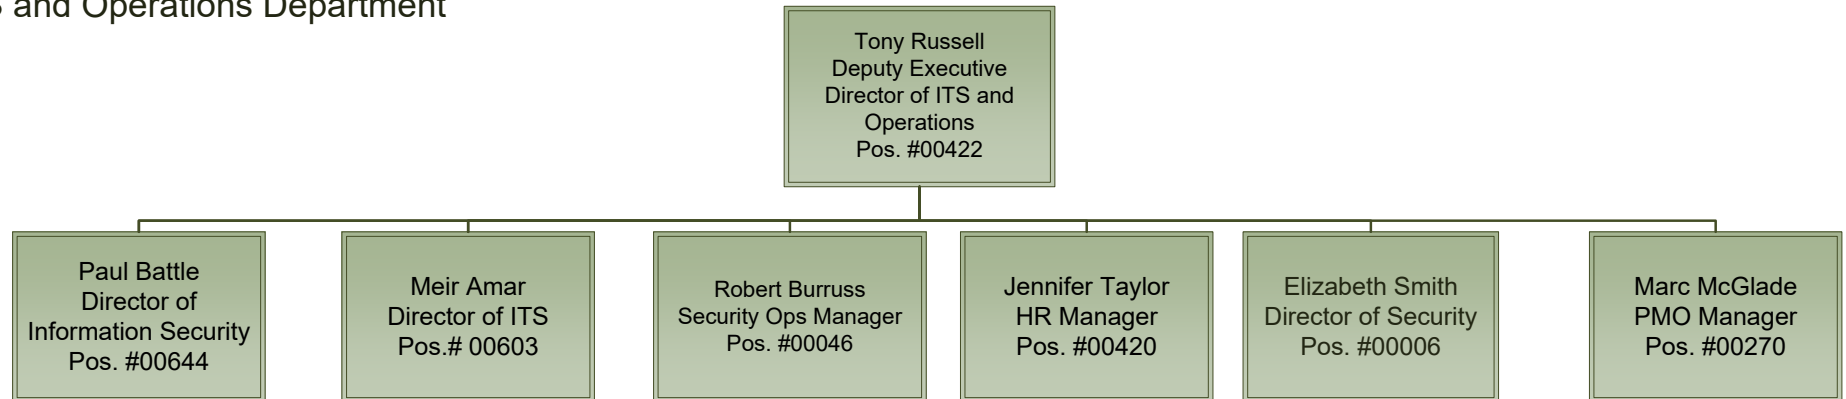 and Operations Department
Tony Russell
Deputy Executive
Director of ITS and
Operations
Pos. #00422
Paul Battle
Director of
Information Security
Pos. #00644
Meir Amar
Director of ITS
Pos.# 00603
Robert Burruss
Security Ops Manager
Pos. #00046
Jennifer Taylor
HR Manager
Pos. #00420
Elizabeth Smith
Director of Security
Pos. #00006
Marc McGlade
PMO Manager
Pos. #00270